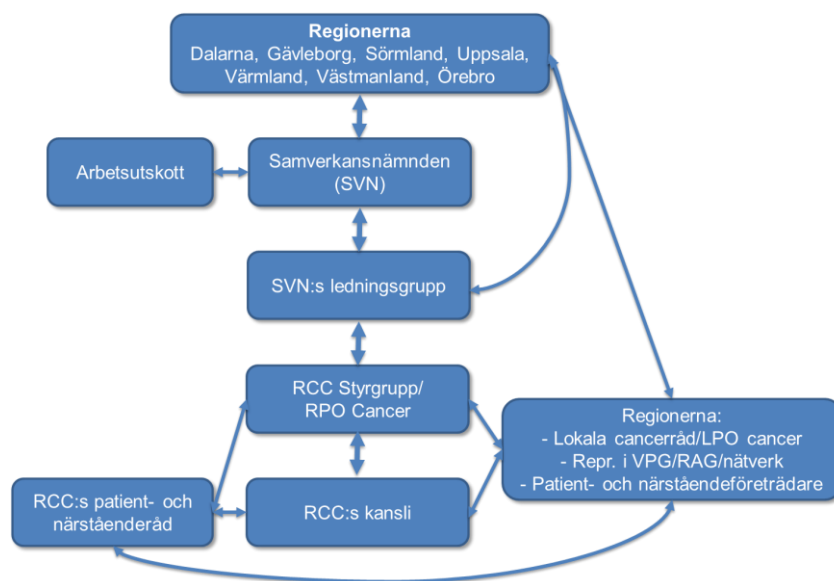 Regionerna
Dalarna, Gävleborg, Sörmland, Uppsala,
Värmland, Västmanland, Örebro
Arbetsutskott
Samverkansnämnden
(SVN)
SVN:s ledningsgrupp
RCC Styrgrupp/
RPO Cancer
Regionerna:
- Lokala cancerråd/LPO cancer
- Repr. i VPG/RAG/nätverk
- Patient- och närståendeföreträdare
RCC:s patient- och
närståenderåd
RCC:s kansli